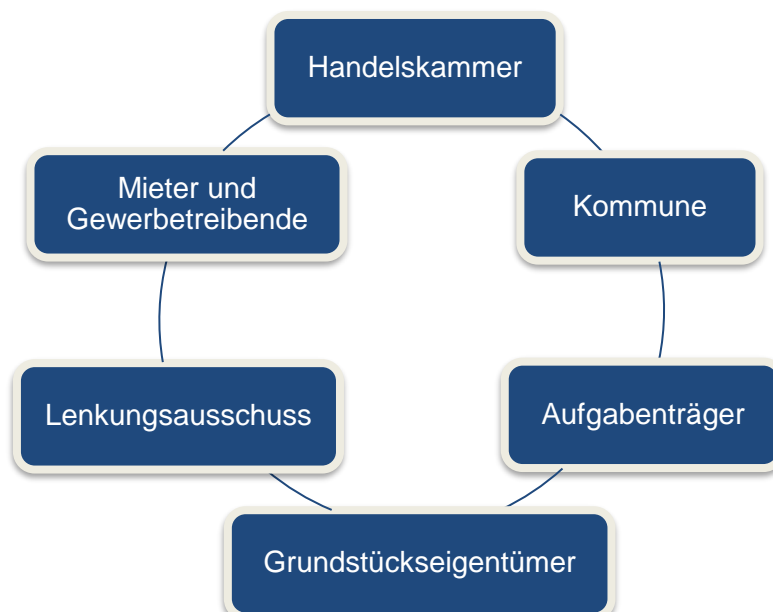 Handelskammer
Mieter und
Gewerbetreibende
Kommune
Lenkungsausschuss
Aufgabenträger
Grundstückseigentümer